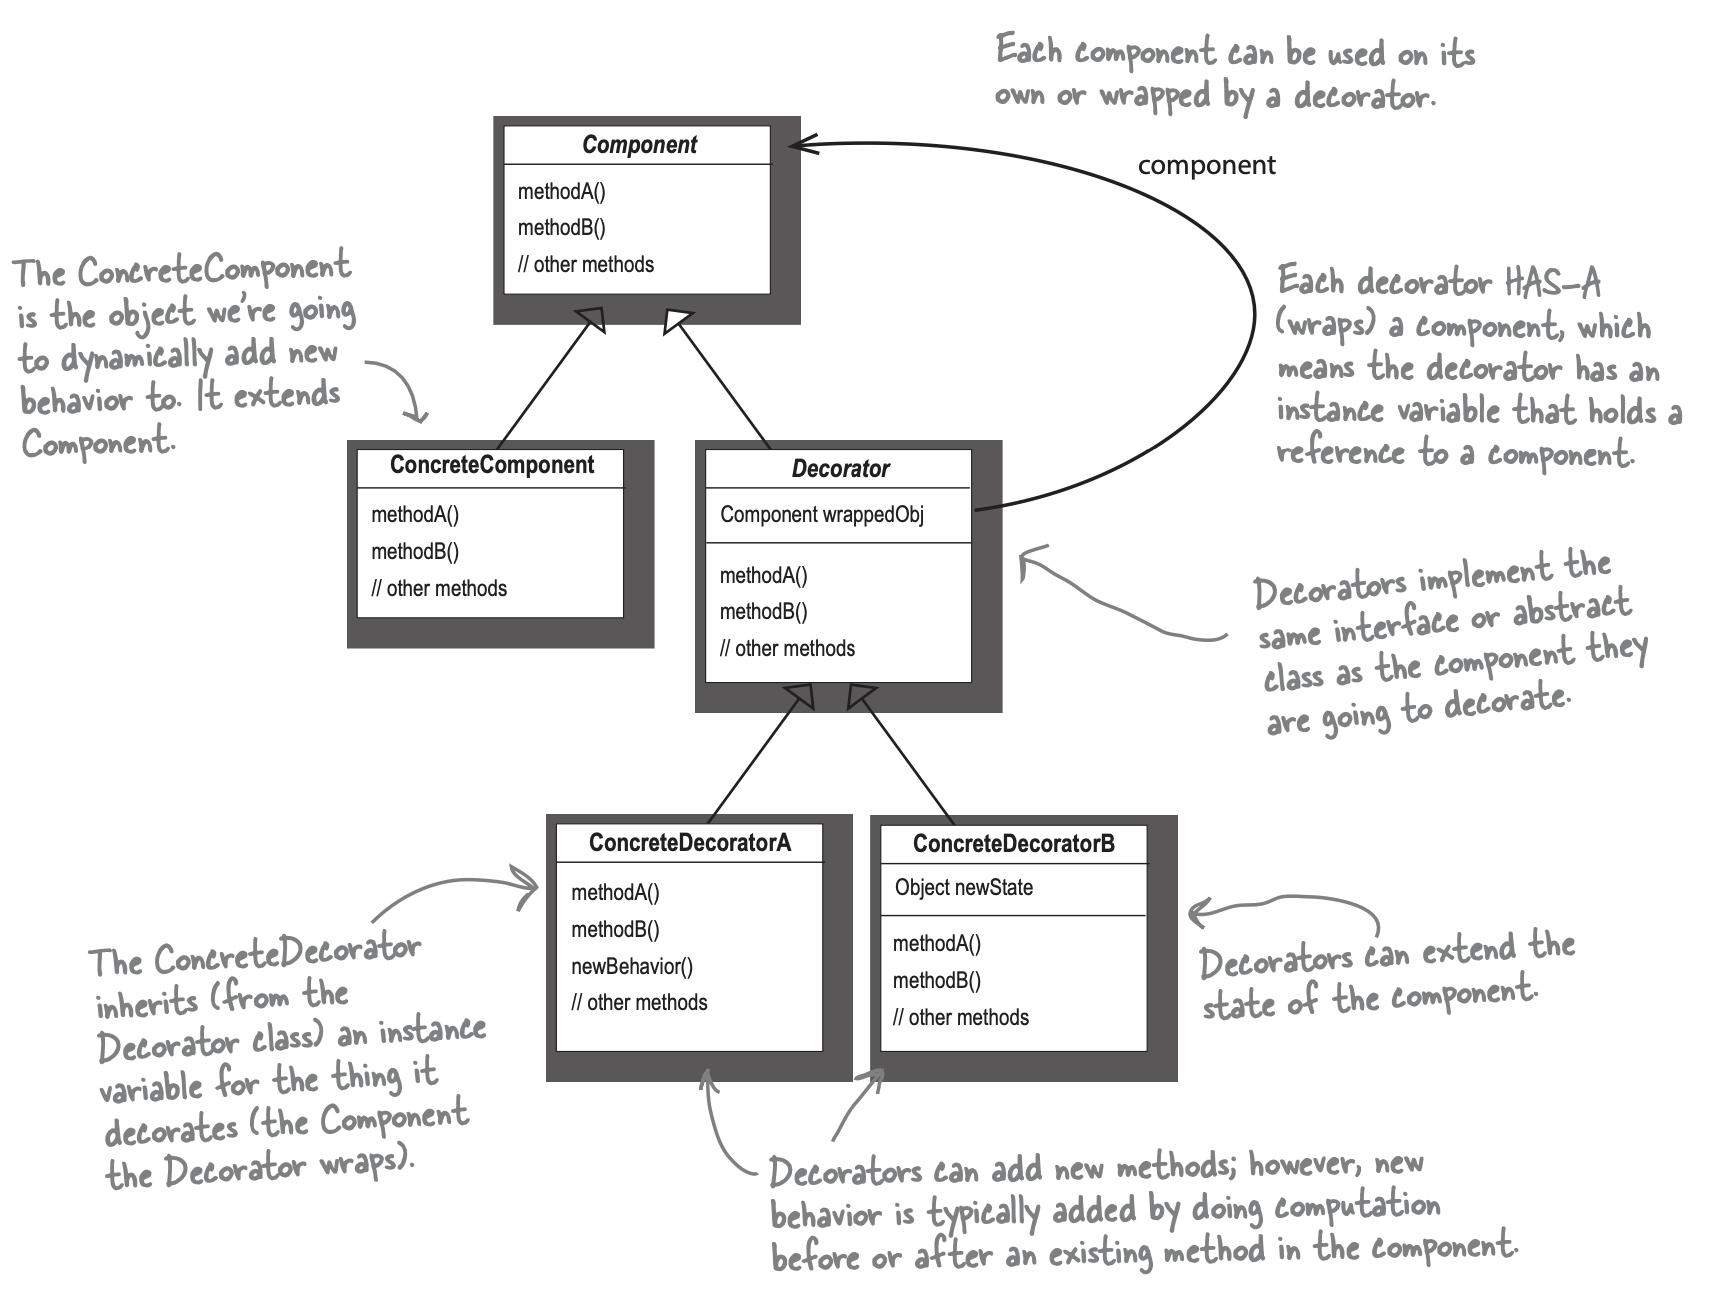 Each component can be used on its
own or wrapped by a decorator.
Component
methodA()
methodB()
// other methods
component
The ConcreteComponent
is the object we're going
to dynamically add new
behavior to. It extends
Component.
Each decorator HAS-A
(wraps) a component, which
means the decorator has an
instance variable that holds a
reference to a component.
ConcreteComponent
methodA()
methodB()
// other methods
Decorator
Component wrappedObj
methodA()
methodB()
// other methods
Decorators implement the
same interface or abstract
class as the component they
are going to decorate.
ConcreteDecoratorA
methodA()
methodB()
newBehavior()
// other methods
ConcreteDecoratorB
Object newState
methodA()
methodB()
// other methods
The ConcreteDecorator
inherits (from the
Decorator class) an instance
variable for the thing it
decorates (the Component
the Decorator wraps).
Decorators can extend the
state of the component.
Decorators can add new methods; however, new
behavior is typically added by doing computation
before or after an existing method in the component.